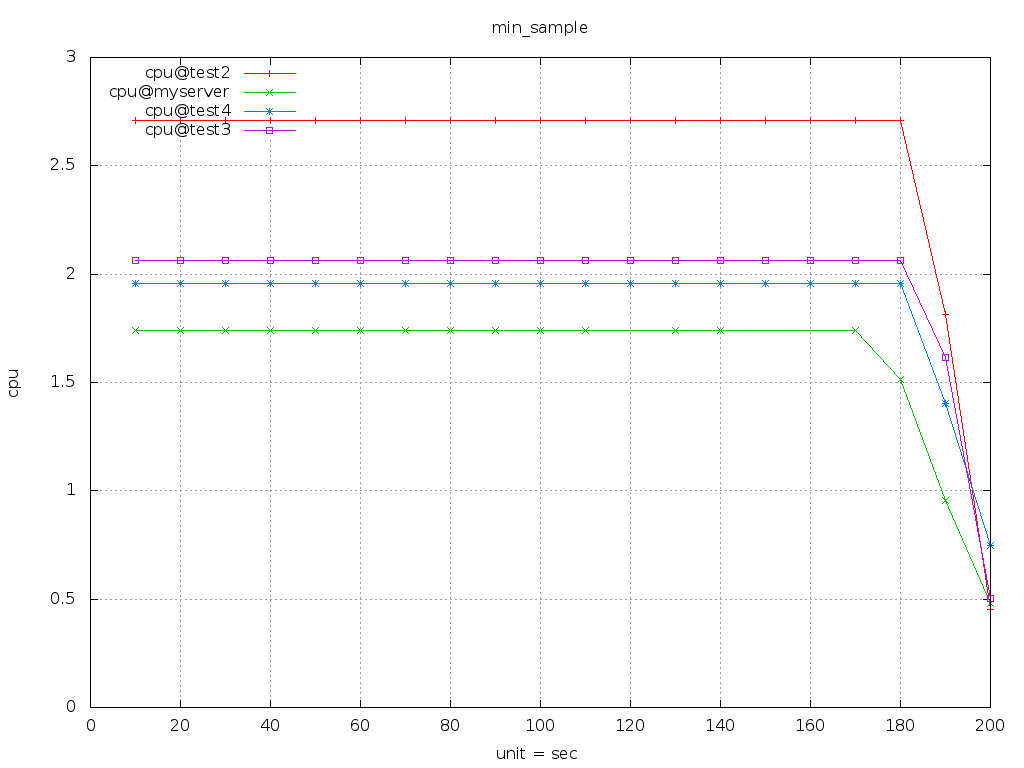 min_sample
3
2.5
2
1.5
1
0.5
0
cpu@test2
cpu@myserver
cpu@test4
cpu@test3
cpu
0 20 40 60 80 100 120 140 160 180 200
unit = sec